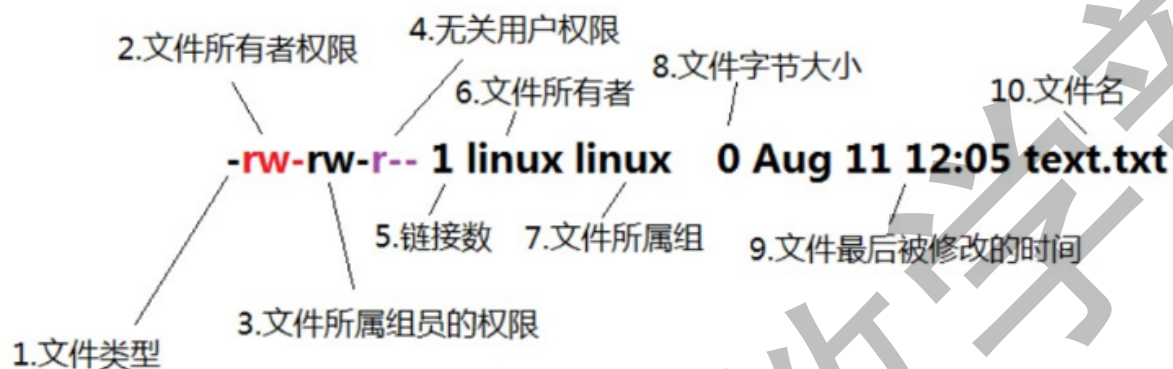 4.无关用户权限
2.文件所有者权限
8.文件字节大小
6.文件所有者
10.文件名
-rw-rw-r-- 1 linux linux 0 Aug 11 12:05 text.txt
5.链接数
7.文件所属组
9.文件最后被修改的时间
3.文件所属组员的权限
1.文件类型